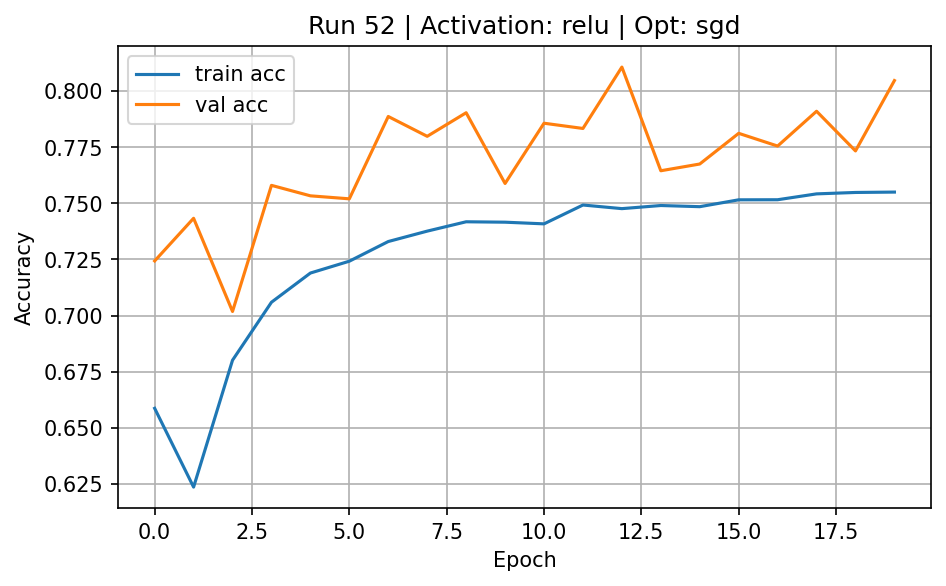 Run 52 | Activation: relu | Opt: sgd
train acc
val acc
0.800
0.775
0.750
0.725
0.700
0.675
0.650
0.625
Accuracy
0.0 2.5 5.0 7.5 10.0 12.5 15.0 17.5
Epoch